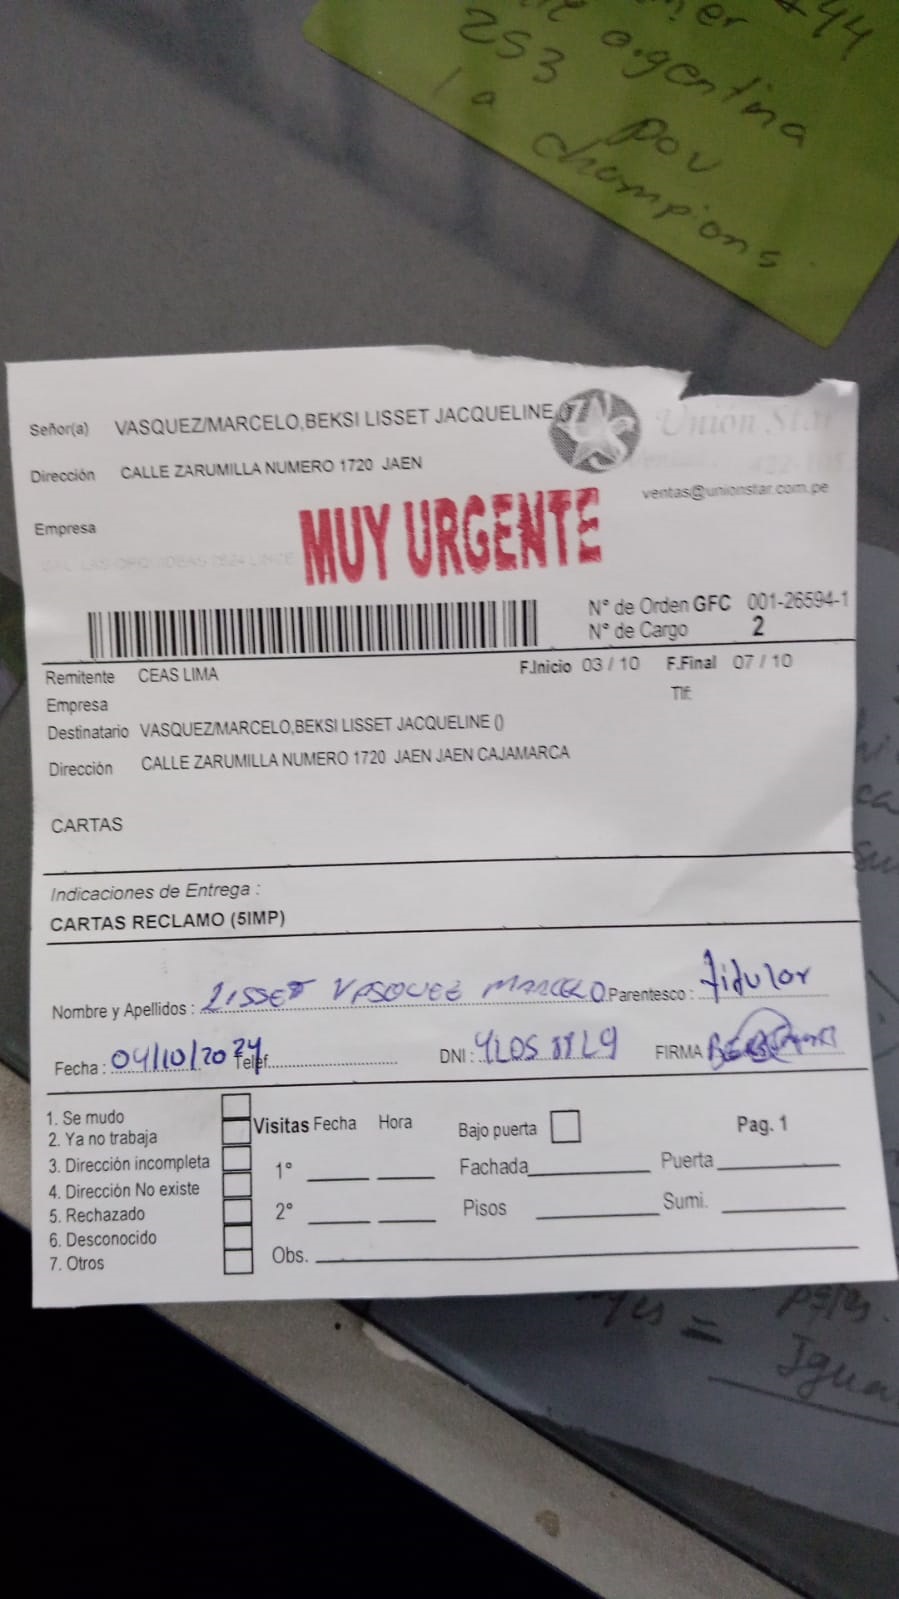 253
argentina
por
la champions.
Señor(a) VASQUEZ/MARCELO,BEKSI LISSET JACQUELINE
Unión Star
Dirección CALLE ZARUMILLA NUMERO 1720 JAEN
ventas@unionstar.com.pe
Empresa
MUY URGENTE
N° de Orden GFC 001-26594-1
N° de Cargo 2
Remitente CEAS LIMA F.Inicio 03 / 10 F.Final 07 / 10
Empresa Tlf:
Destinatario VASQUEZ/MARCELO,BEKSI LISSET JACQUELINE ()
Dirección CALLE ZARUMILLA NUMERO 1720 JAEN JAEN CAJAMARCA
CARTAS
Indicaciones de Entrega :
CARTAS RECLAMO (5IMP)
Nombre y Apellidos : LISSET VASQUEZ MARCELO Parentesco : titular
Fecha : 04/10/2024 Telef. DNI : FIRMA
1. Se mudo
2. Ya no trabaja
3. Dirección incompleta
4. Dirección No existe
5. Rechazado
6. Desconocido
7. Otros
Visitas Fecha Hora Bajo puerta Pag. 1
1° Fachada Puerta
2° Pisos Sumi.
Obs.
=